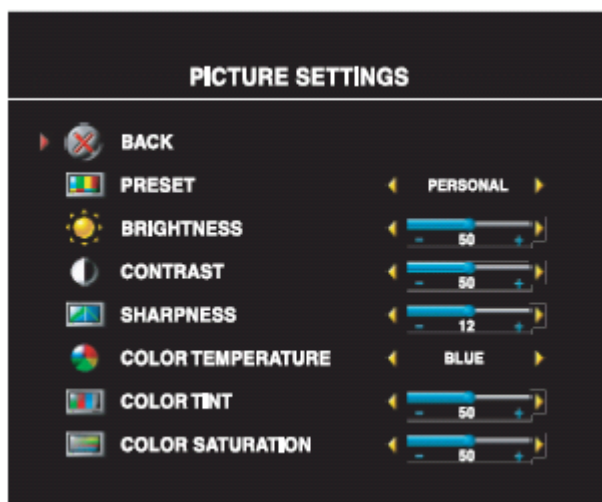 PICTURE SETTINGS
BACK
PRESET PERSONAL
BRIGHTNESS
- 50 +
CONTRAST
- 50 +
SHARPNESS
- 12 +
COLOR TEMPERATURE BLUE
COLOR TINT
- 50 +
COLOR SATURATION
- 50 +